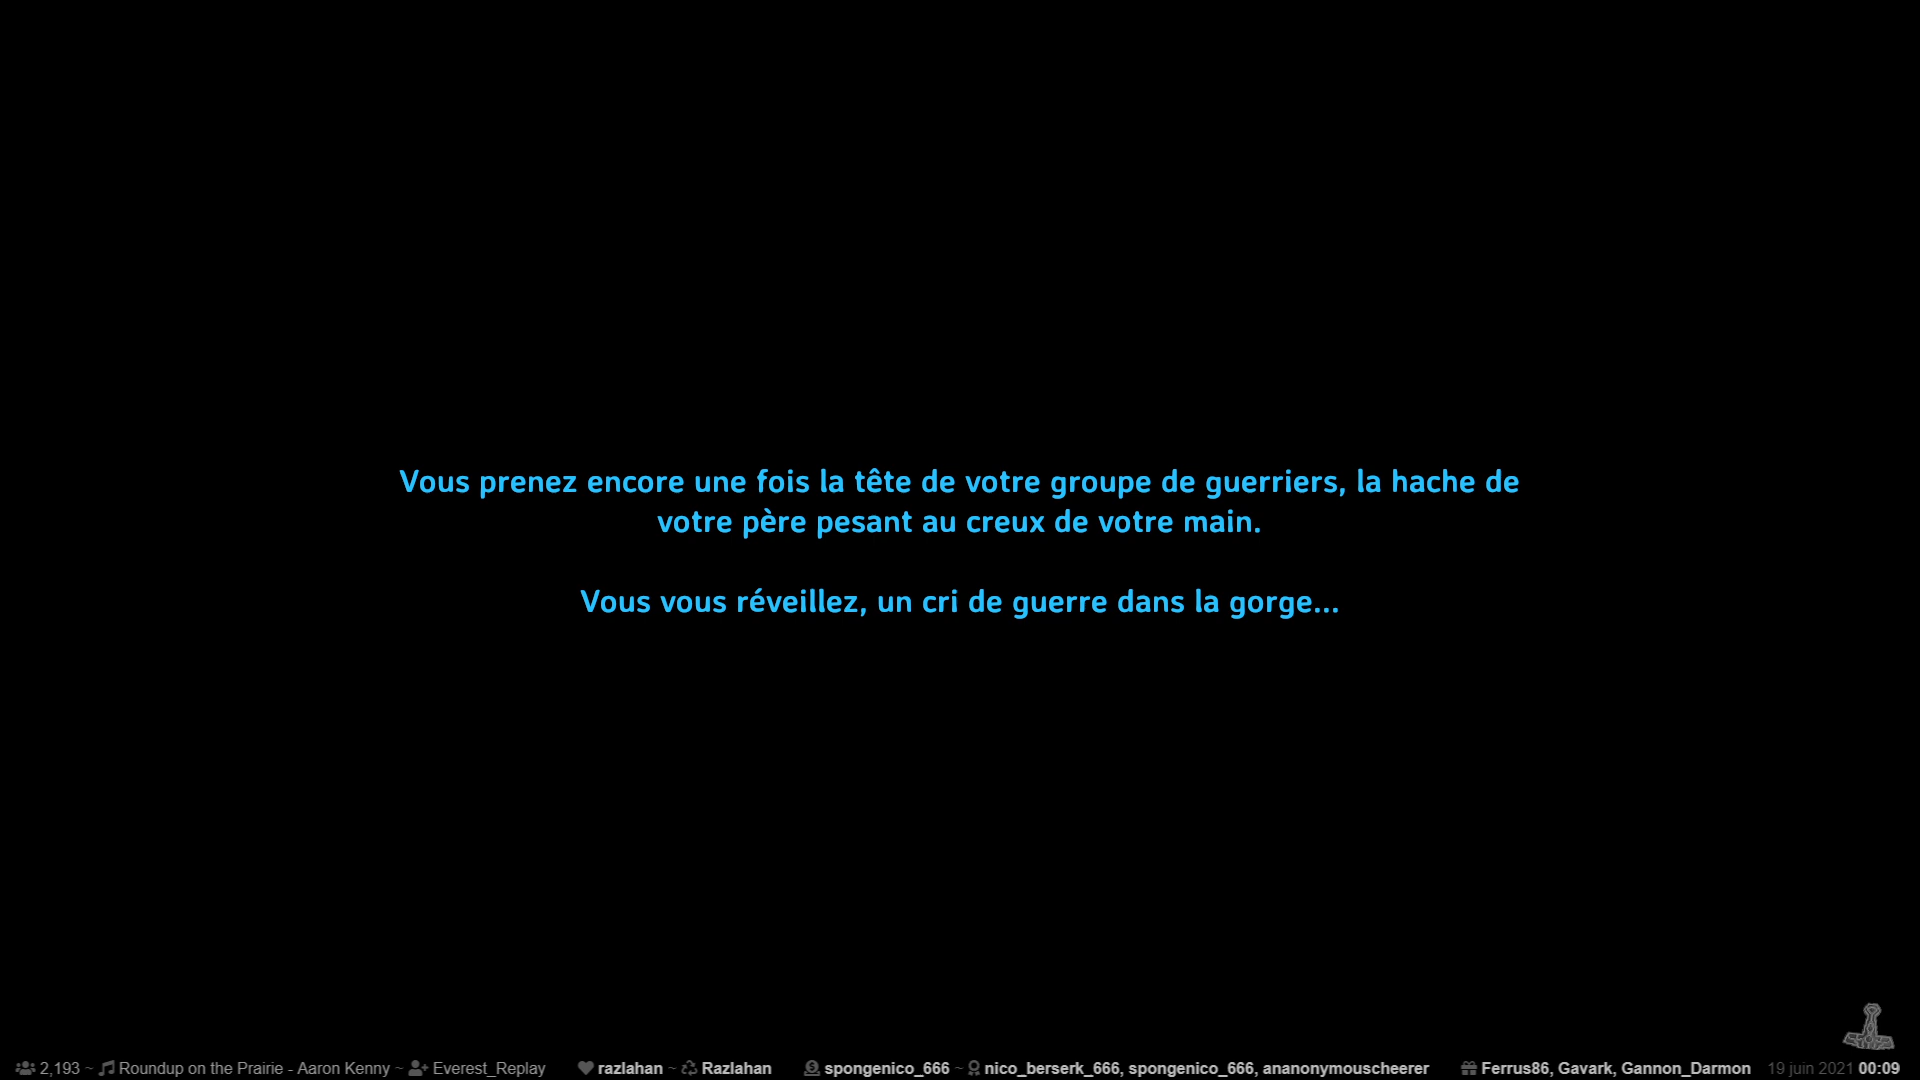 Vous prenez encore une fois la tête de votre groupe de guerriers, la hache de
votre père pesant au creux de votre main.
Vous vous réveillez, un cri de guerre dans la gorge...
2,193 ~ Roundup on the Prairie - Aaron Kenny ~ Everest_Replay razlahan ~ Razlahan spongenico_666 ~ nico_berserk_666, spongenico_666, ananonymouscheerer Ferrus86, Gavark, Gannon_Darmon 19 juin 2021 00:09